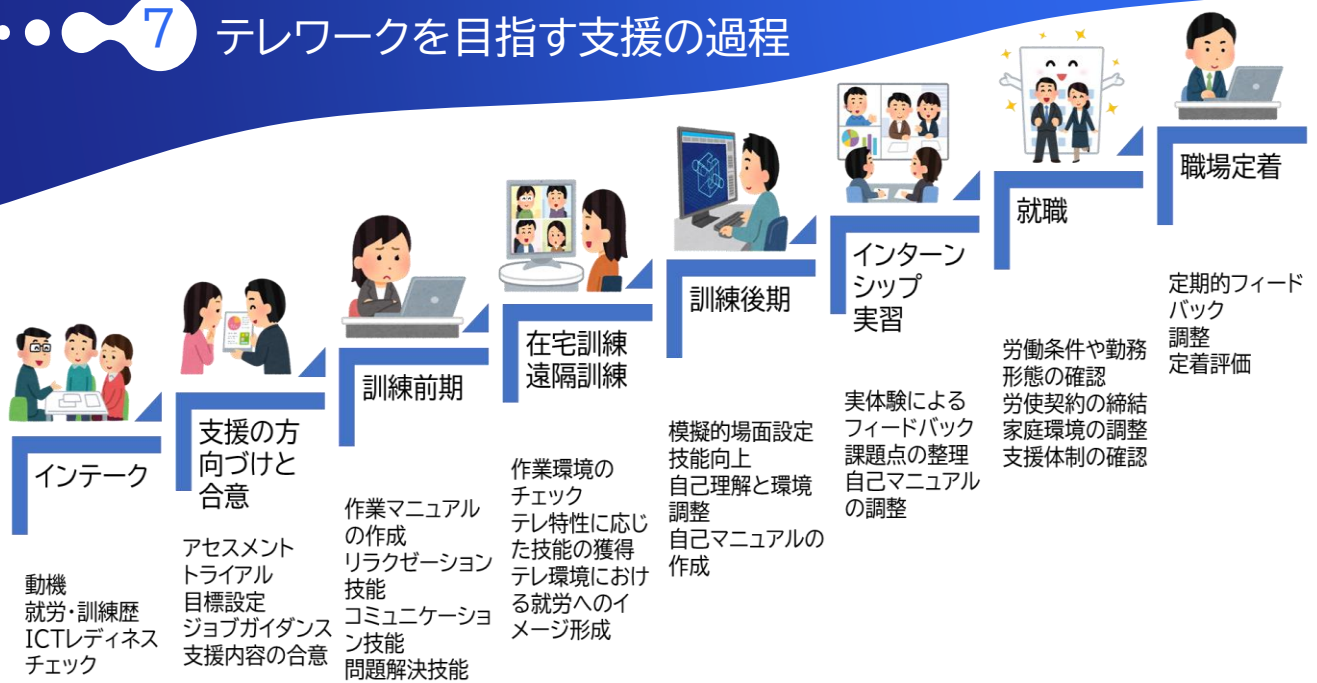 7
テレワークを目指す支援の過程
インテーク
動機
就労・訓練歴
ICTレディネス
チェック
支援の方
向づけと
合意
アセスメント
トライアル
目標設定
ジョブガイダンス
支援内容の合意
訓練前期
作業マニュアル
の作成
リラクゼーション
技能
コミュニケーショ
ン技能
問題解決技能
在宅訓練
遠隔訓練
作業環境の
チェック
テレ特性に応じ
た技能の獲得
テレ環境におけ
る就労へのイ
メージ形成
訓練後期
模擬的場面設定
技能向上
自己理解と環境
調整
自己マニュアルの
作成
インターン
シップ
実習
実体験による
フィードバック
課題点の整理
自己マニュアル
の調整
就職
労働条件や勤務
形態の確認
労使契約の締結
家庭環境の調整
支援体制の確認
職場定着
定期的フィード
バック
調整
定着評価